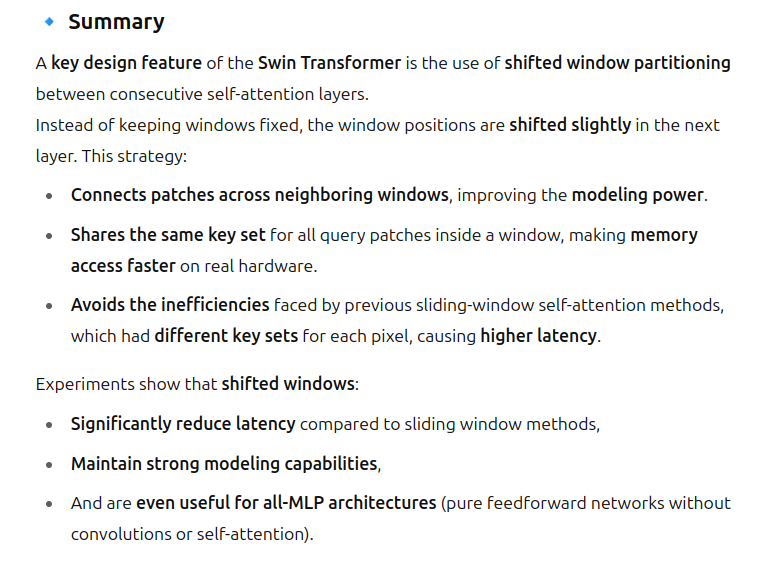 Summary
A key design feature of the Swin Transformer is the use of shifted window partitioning
between consecutive self-attention layers.
Instead of keeping windows fixed, the window positions are shifted slightly in the next
layer. This strategy:
• Connects patches across neighboring windows, improving the modeling power.
• Shares the same key set for all query patches inside a window, making memory
access faster on real hardware.
• Avoids the inefficiencies faced by previous sliding-window self-attention methods,
which had different key sets for each pixel, causing higher latency.
Experiments show that shifted windows:
• Significantly reduce latency compared to sliding window methods,
• Maintain strong modeling capabilities,
• And are even useful for all-MLP architectures (pure feedforward networks without
convolutions or self-attention).